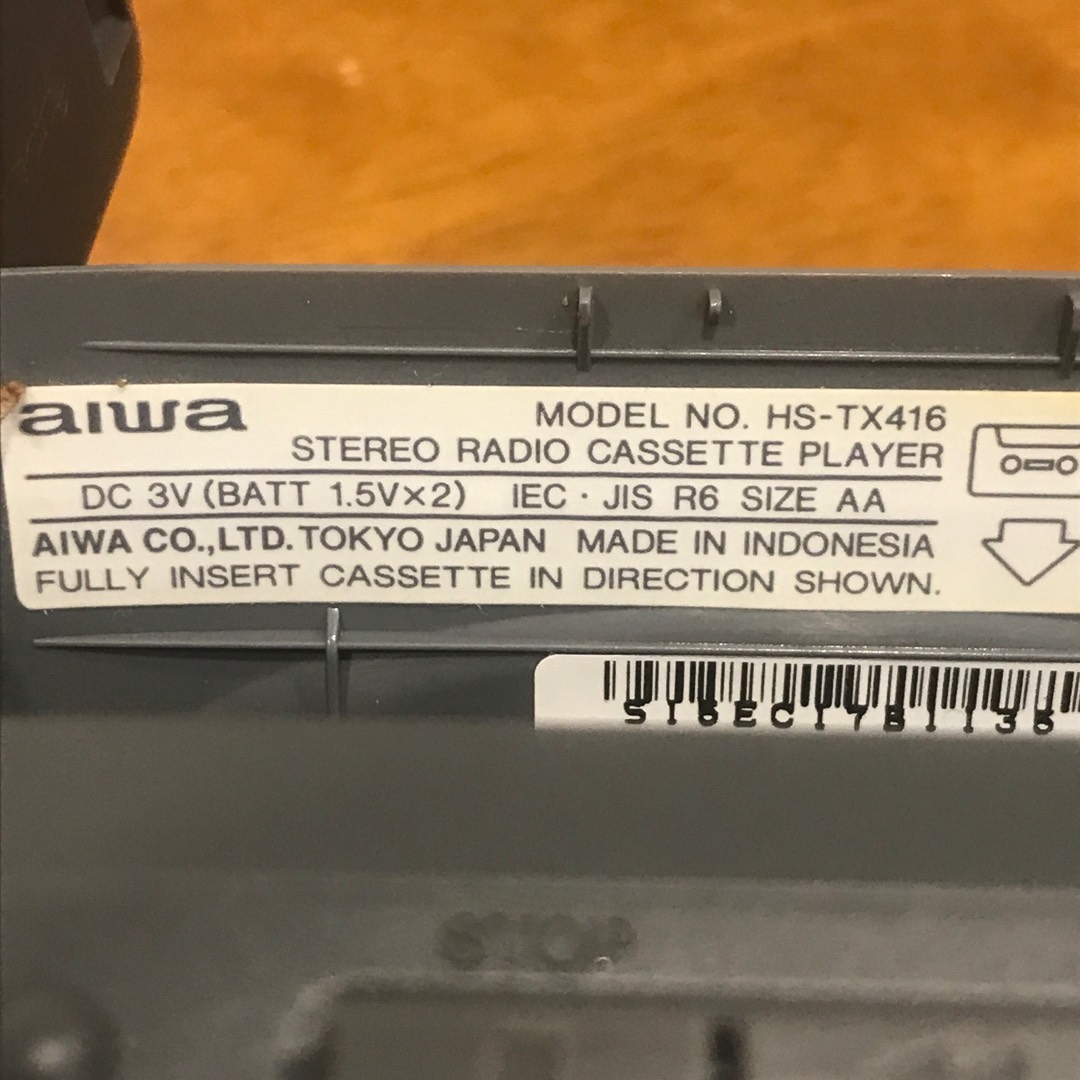 aiwa
MODEL NO. HS-TX416
STEREO RADIO CASSETTE PLAYER
DC 3V (BATT 1.5V×2) IEC · JIS R6 SIZE AA
AIWA CO.,LTD. TOKYO JAPAN MADE IN INDONESIA
FULLY INSERT CASSETTE IN DIRECTION SHOWN.
STOP